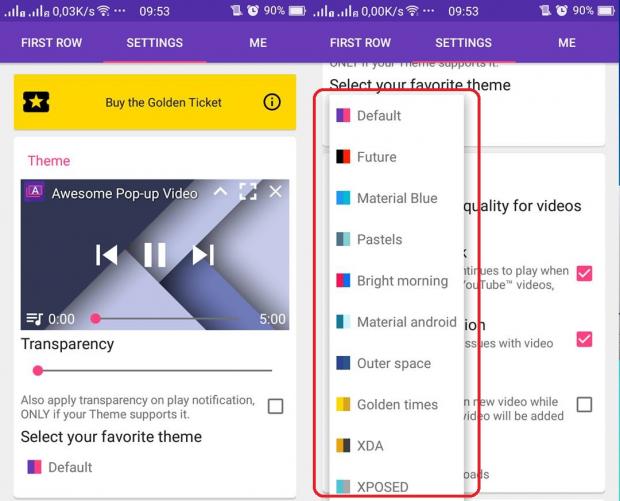 0,03K/s ... 09:53 90%
FIRST ROW SETTINGS ME
Buy the Golden Ticket
Theme
A Awesome Pop-up Video
0:00 5:00
Transparency
Also apply transparency on play notification,
ONLY if your Theme supports it.
Select your favorite theme
Default
0,00K/s ... 09:53 90%
FIRST ROW SETTINGS ME
ONLY if your Theme supports it.
Select your favorite theme
Default
Future
Material Blue
Pastels
Bright morning
Material android
Outer space
Golden times
XDA
XPOSED
quality for videos
ntinues to play when
YouTube™ videos,
ssues with video
n new video while
video will be added
oads